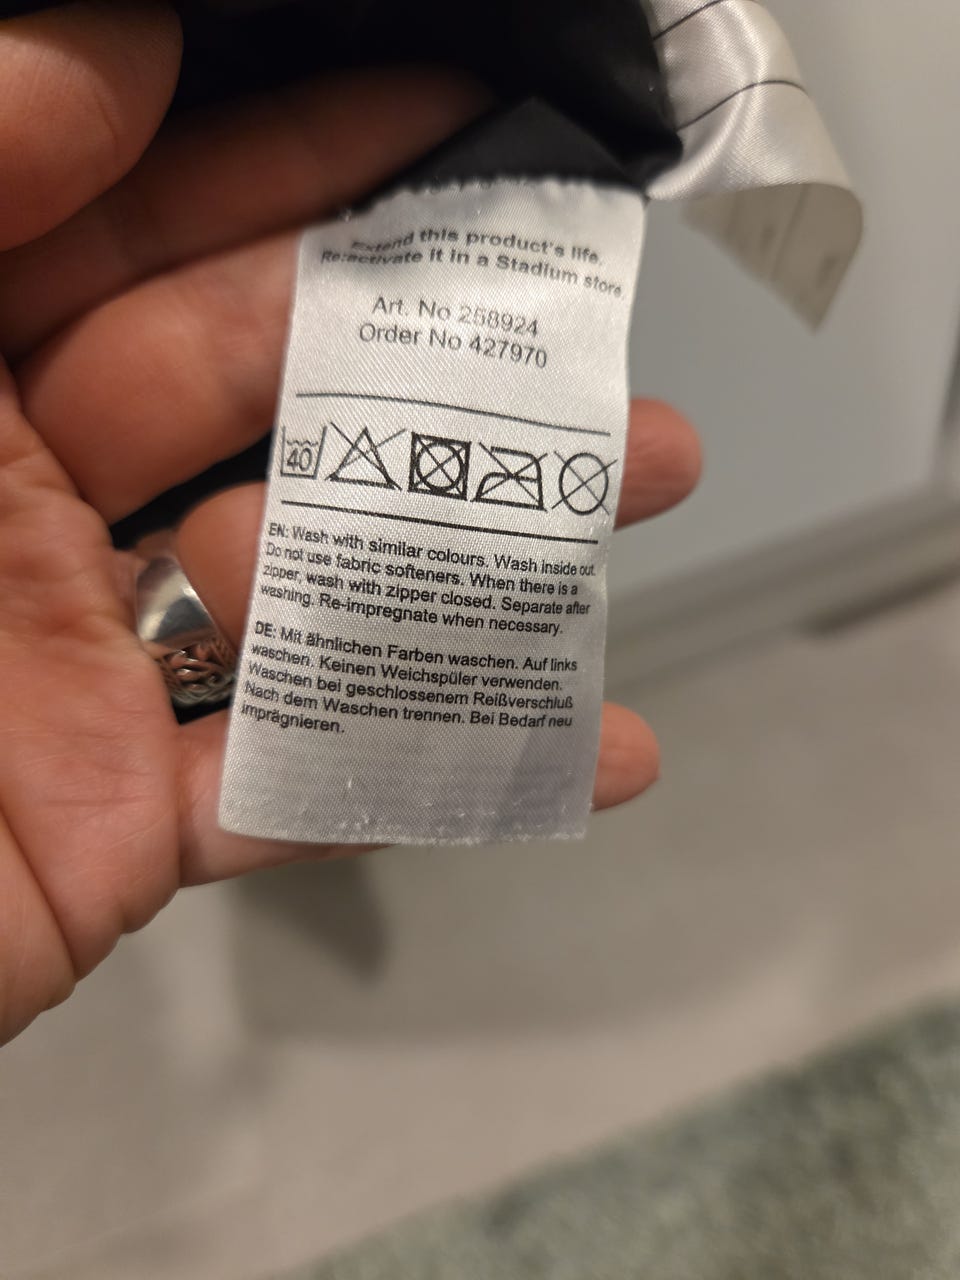 Extend this product's life.
Re:activate it in a Stadium store.
Art. No 258924
Order No 427970
40
EN: Wash with similar colours. Wash inside out.
Do not use fabric softeners. When there is a
zipper, wash with zipper closed. Separate after
washing. Re-impregnate when necessary.
DE: Mit ähnlichen Farben waschen. Auf links
waschen. Keinen Weichspüler verwenden.
Waschen bei geschlossenem Reißverschluß
Nach dem Waschen trennen. Bei Bedarf neu
imprägnieren.